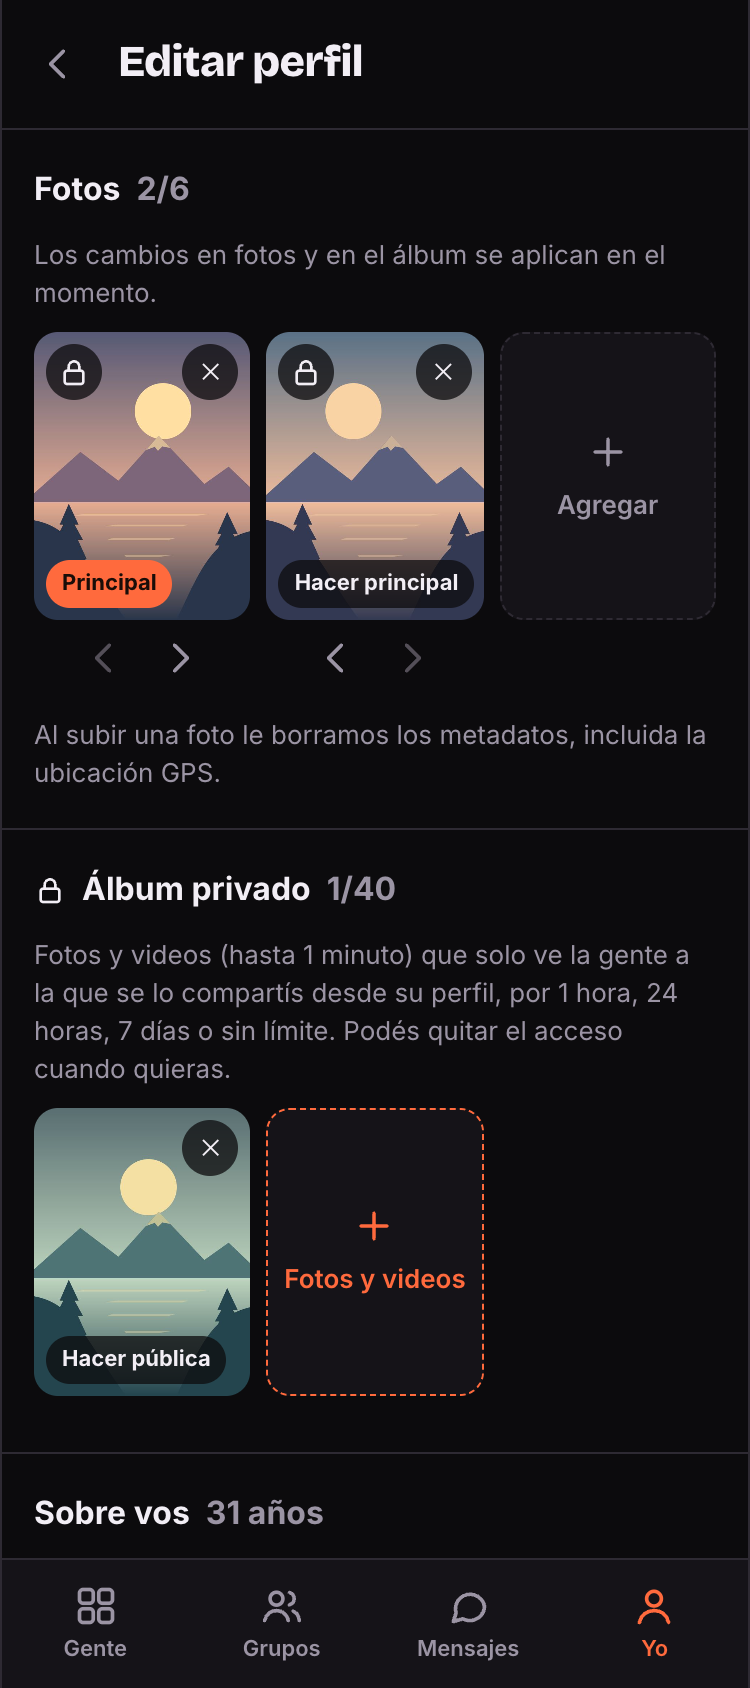 Editar perfil
Fotos 2/6
Los cambios en fotos y en el álbum se aplican en el
momento.
Agregar
Principal
Hacer principal
Al subir una foto le borramos los metadatos, incluida la
ubicación GPS.
Álbum privado 1/40
Fotos y videos (hasta 1 minuto) que solo ve la gente a
la que se lo compartís desde su perfil, por 1 hora, 24
horas, 7 días o sin límite. Podés quitar el acceso
cuando quieras.
Fotos y videos
Hacer pública
Sobre vos 31 años
Gente
Grupos
Mensajes
Yo